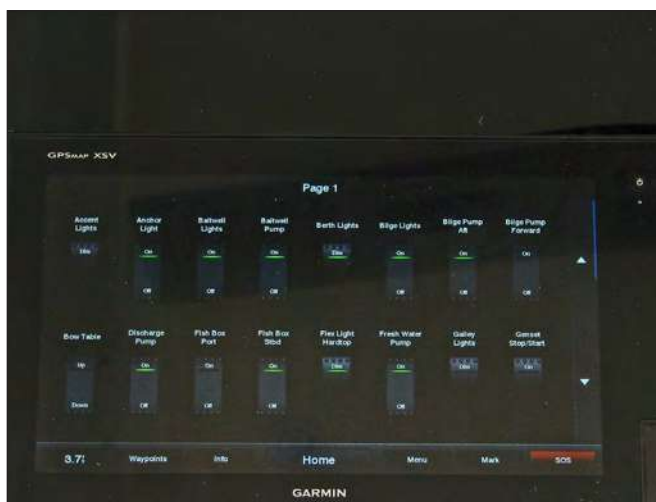 GPSMAP XSV
Page 1
Accent Lights
Anchor Light
Baitwell Lights
Baitwell Pump
Berth Lights
Bilge Lights
Bilge Pump Aft
Bilge Pump Forward
Dim
On
On
On
Dim
On
On
On
Off
Off
Off
Off
Off
Off
Bow Table
Discharge Pump
Fish Box Port
Fish Box Stbd
Flex Light Hardtop
Fresh Water Pump
Galley Lights
Genset Stop/Start
Up
On
On
On
Dim
On
Dim
On
Down
Off
Off
Off
Off
3.7
Waypoints
Info
Home
Menu
Mark
SOS
GARMIN